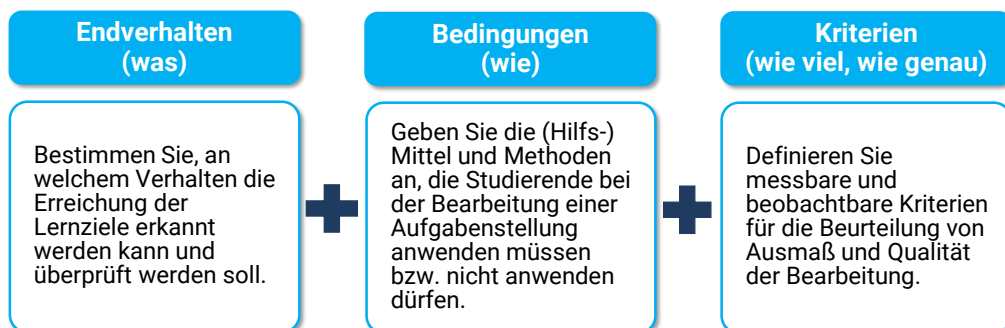 Endverhalten
(was)
Bestimmen Sie, an
welchem Verhalten die
Erreichung der
Lernziele erkannt
werden kann und
überprüft werden soll.
Bedingungen
(wie)
Geben Sie die (Hilfs-)
Mittel und Methoden
an, die Studierende bei
der Bearbeitung einer
Aufgabenstellung
anwenden müssen
bzw. nicht anwenden
dürfen.
Kriterien
(wie viel, wie genau)
Definieren Sie
messbare und
beobachtbare Kriterien
für die Beurteilung von
Ausmaß und Qualität
der Bearbeitung.